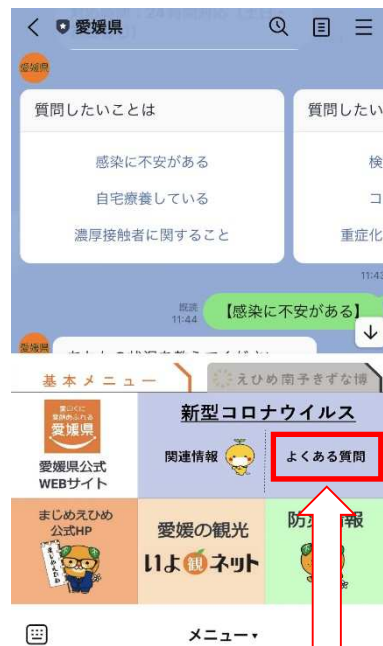 愛媛県
愛媛県
質問したいことは
感染に不安がある
自宅療養している
濃厚接触者に関すること
質問したい
検
コ
重症化
11:43
既読
11:44
【感染に不安がある】
愛媛県
基本メニュー
えひめ南予きずな博
愛媛県
愛媛県公式
WEBサイト
新型コロナウイルス
関連情報
よくある質問
まじめえひめ
公式HP
愛媛の観光
いよ観ネット
防災情報
メニュー▼